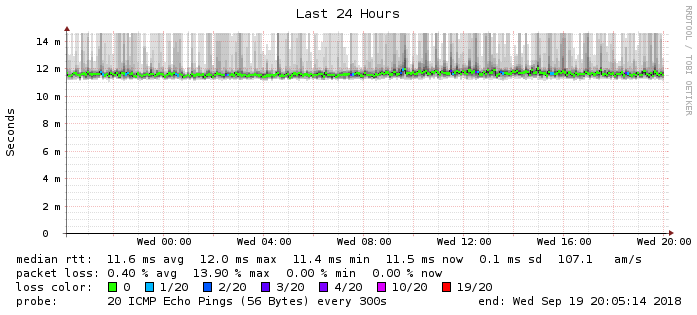 Last 24 Hours
RRDTOOL / TOBI OETIKER
Seconds
14 m
12 m
10 m
8 m
6 m
4 m
2 m
0
Wed 00:00 Wed 04:00 Wed 08:00 Wed 12:00 Wed 16:00 Wed 20:00
median rtt: 11.6 ms avg 12.0 ms max 11.4 ms min 11.5 ms now 0.1 ms sd 107.1 am/s
packet loss: 0.40 % avg 13.90 % max 0.00 % min 0.00 % now
loss color: 0 1/20 2/20 3/20 4/20 10/20 19/20
probe: 20 ICMP Echo Pings (56 Bytes) every 300s end: Wed Sep 19 20:05:14 2018